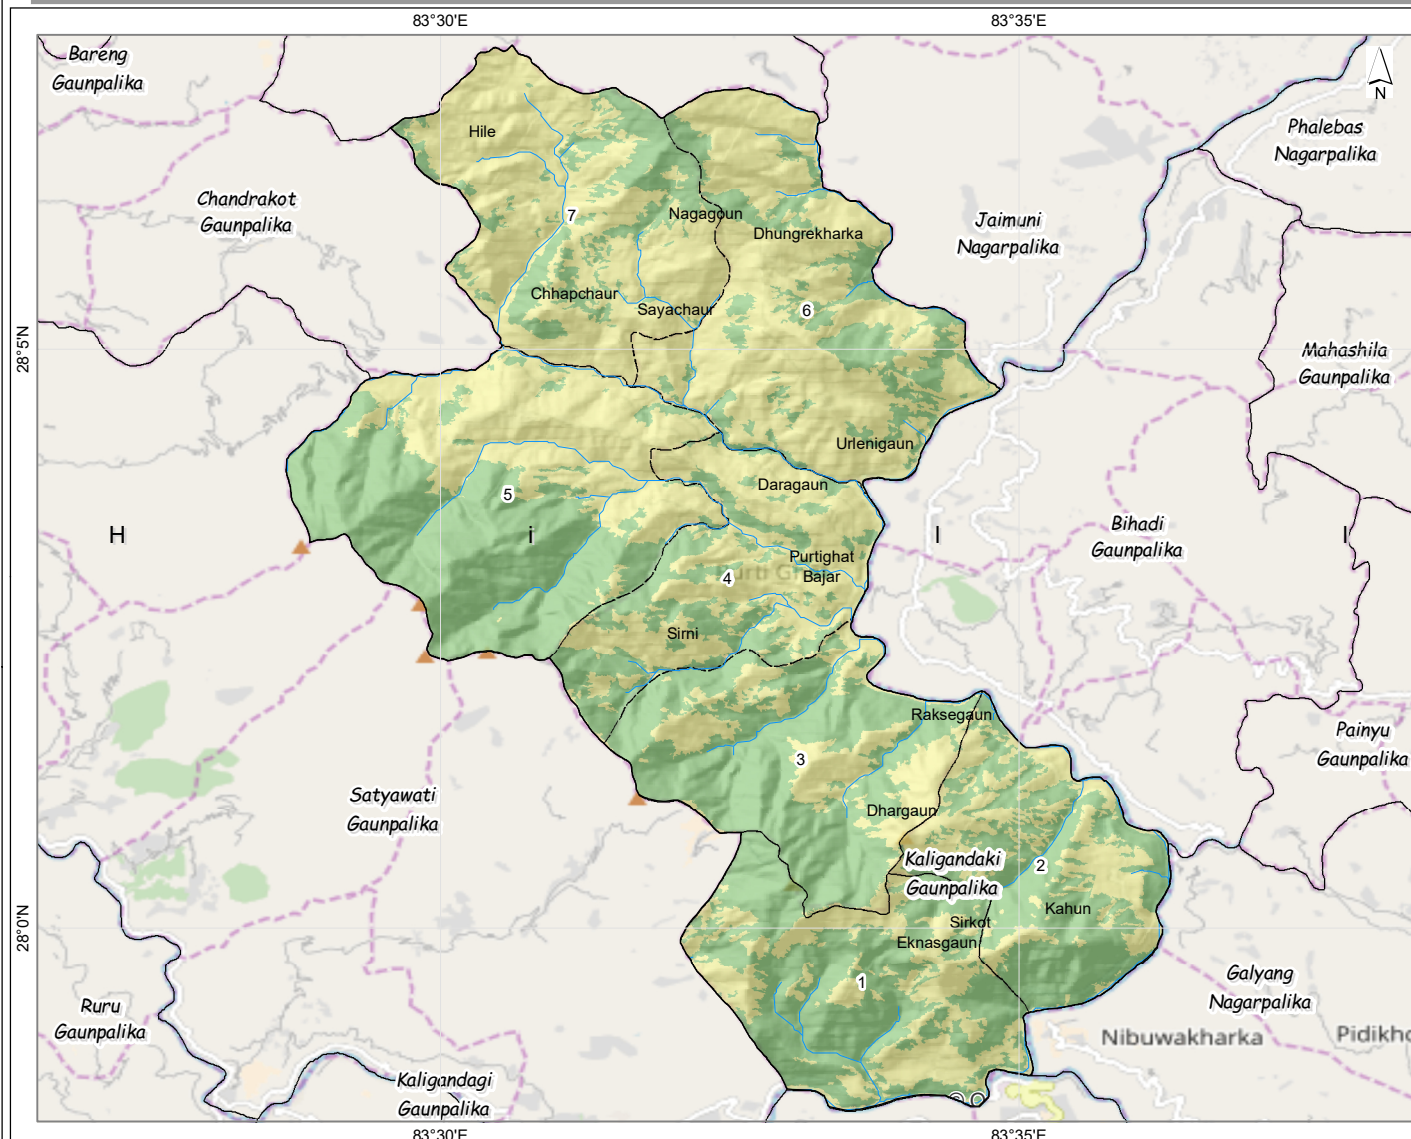 83°30'E
83°35'E
Bareng
Gaunpalika
N
Phalebas
Nagarpalika
Hile
Chandrakot
Gaunpalika
7
Nagagoun
Jaimuni
Nagarpalika
Dhungrekharka
Chhapchaur
Sayachaur
6
28°5'N
Mahashila
Gaunpalika
Urlenigaun
Daragaun
5
H
i
l
l
Bihadi
Gaunpalika
Purtighat
Bajar
4
Sirni
Raksegaun
Painyu
Gaunpalika
3
Satyawati
Gaunpalika
Dhargaun
Kaligandaki
Gaunpalika
2
Kahun
Sirkot
28°0'N
Eknasgaun
1
Galyang
Nagarpalika
Ruru
Gaunpalika
Nibuwakharka
Kaligandagi
Gaunpalika
83°30'E
83°35'E